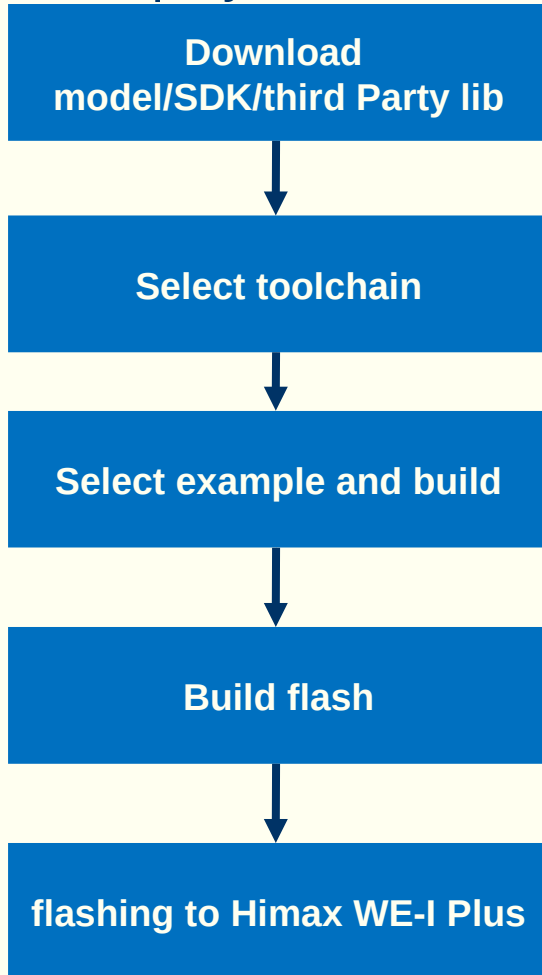 Download
model/SDK/third Party lib
Select toolchain
Select example and build
Build flash
flashing to Himax WE-I Plus